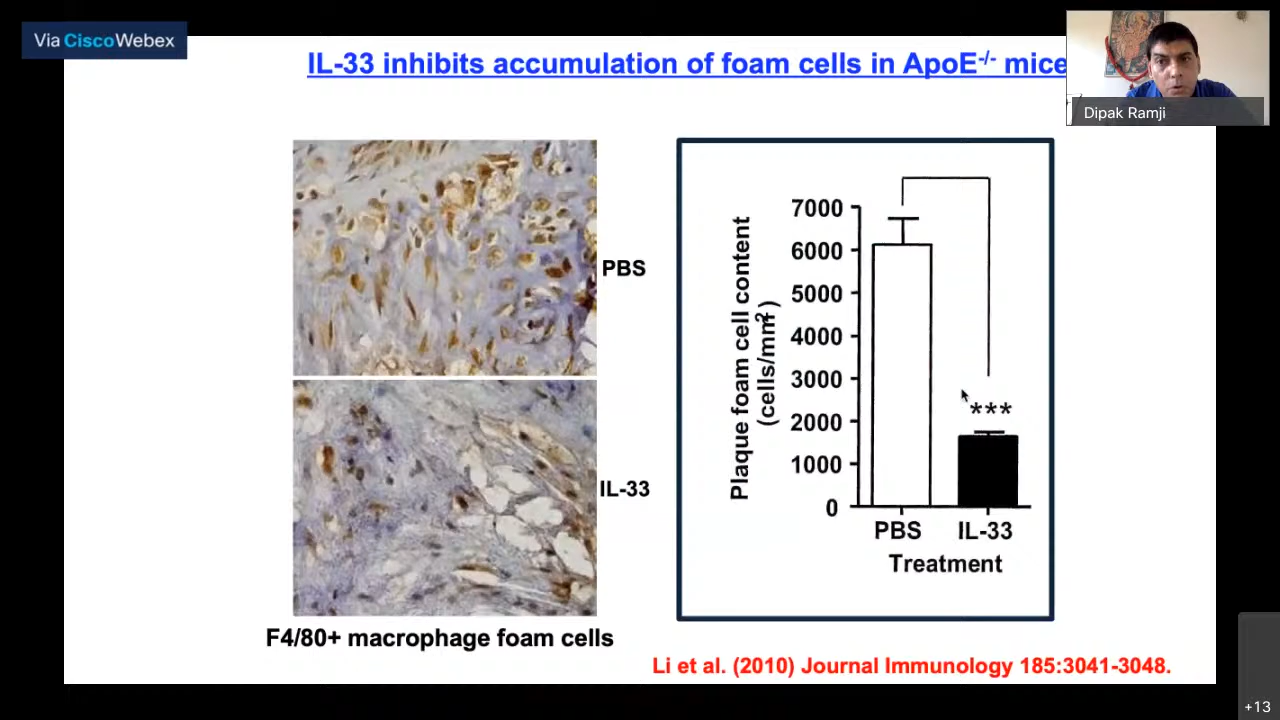 Via CiscoWebex
IL-33 inhibits accumulation of foam cells in ApoE-/- mice
Dipak Ramji
PBS
IL-33
F4/80+ macrophage foam cells
Plaque foam cell content
(cells/mm2)
7000
6000
5000
4000
3000
2000
1000
0
***
PBS IL-33
Treatment
Li et al. (2010) Journal Immunology 185:3041-3048.
+13